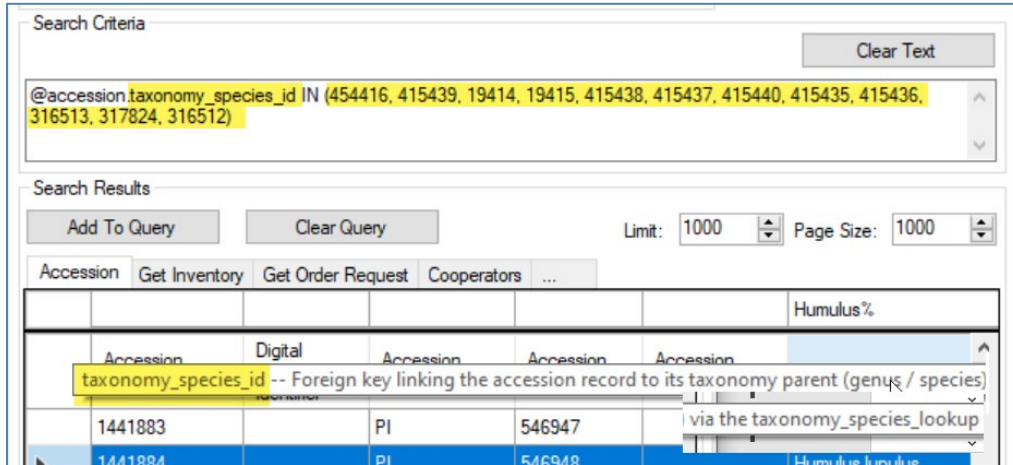 Search Criteria
Clear Text
@accession.taxonomy_species_id IN (454416, 415439, 19414, 19415, 415438, 415437, 415440, 415435, 415436,
316513, 317824, 316512)
Search Results
Add To Query Clear Query Limit: 1000 Page Size: 1000
Accession Get Inventory Get Order Request Cooperators ...
Humulus%
Accession Digital Accession Accession Accession
taxonomy_species_id -- Foreign key linking the accession record to its taxonomy parent (genus / species)
via the taxonomy_species_lookup
1441883 PI 546947
1441884 PI 546948 Humulus lupulus